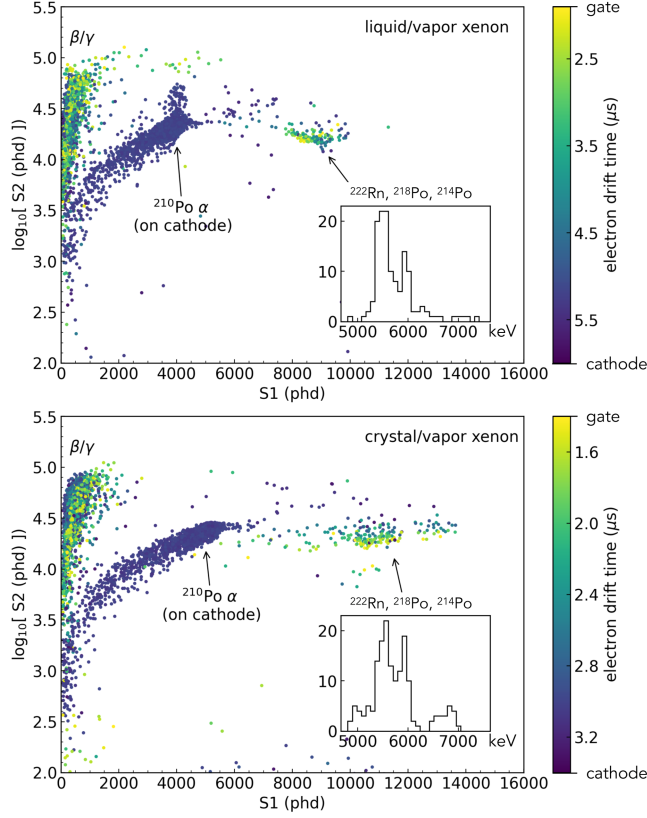 β/γ
liquid/vapor xenon
5.5
5.0
4.5
4.0
3.5
3.0
2.5
2.0
log₁₀[ S2 (phd) ])
²¹⁰Po α
(on cathode)
²²²Rn, ²¹⁸Po, ²¹⁴Po
20
10
0
5000 6000 7000 keV
0 2000 4000 6000 8000 10000 12000 14000 16000
S1 (phd)
gate
2.5
3.5
4.5
5.5
cathode
electron drift time (μs)
β/γ
crystal/vapor xenon
5.5
5.0
4.5
4.0
3.5
3.0
2.5
2.0
log₁₀[ S2 (phd) ])
²¹⁰Po α
(on cathode)
²²²Rn, ²¹⁸Po, ²¹⁴Po
20
10
0
5000 6000 7000 keV
0 2000 4000 6000 8000 10000 12000 14000 16000
S1 (phd)
gate
1.6
2.0
2.4
2.8
3.2
cathode
electron drift time (μs)